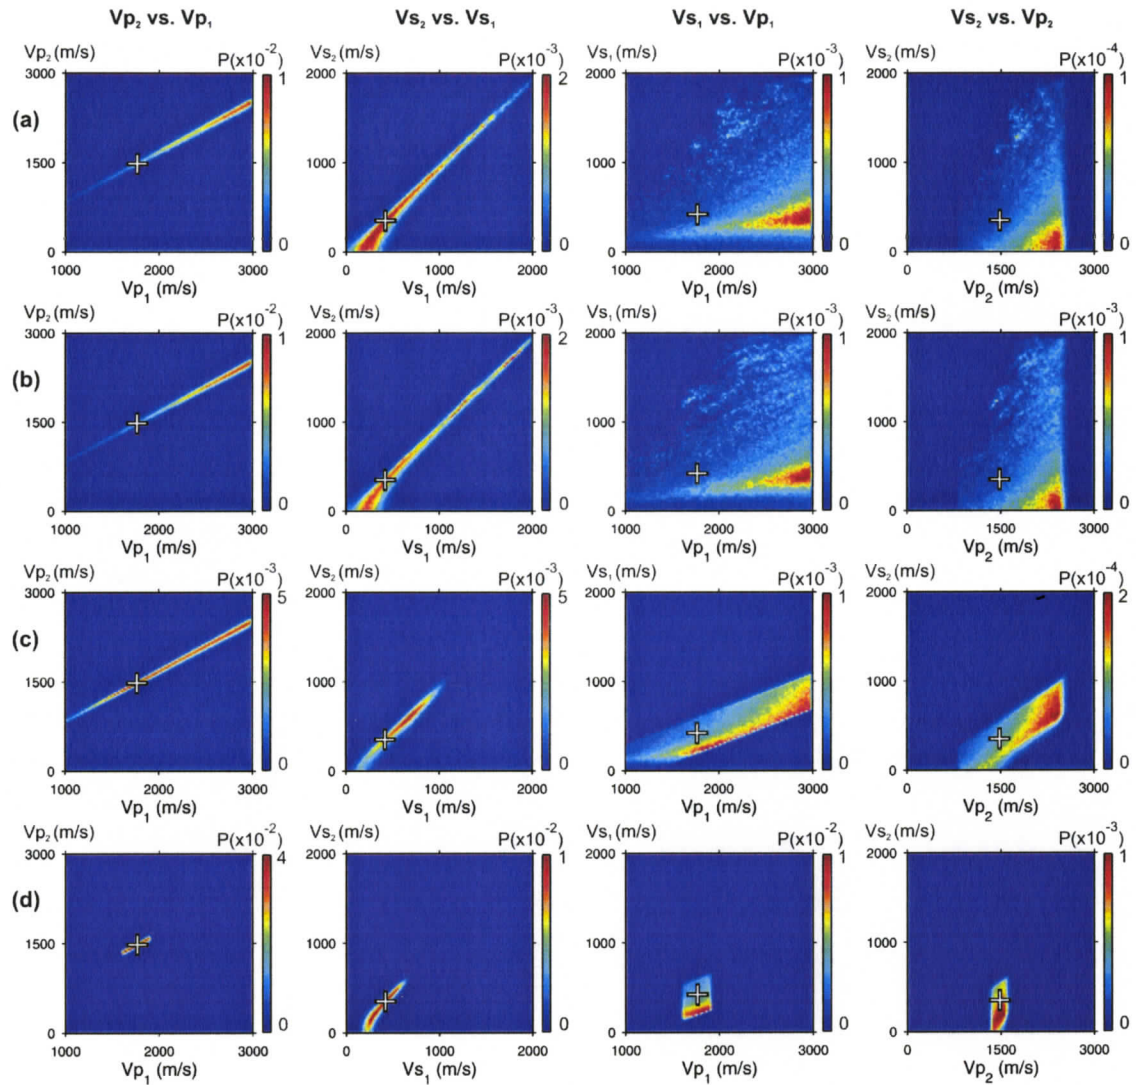 Vp₂ vs. Vp₁ Vs₂ vs. Vs₁ Vs₁ vs. Vp₁ Vs₂ vs. Vp₂
Vp₂ (m/s) P(x10⁻²) Vs₂ (m/s) P(x10⁻³) Vs₁ (m/s) P(x10⁻³) Vs₂ (m/s) P(x10⁻⁴)
3000 1 2000 2 2000 1 2000 1
(a)
1500 1000 1000 1000
0 0 0 0 0 0 0 0
1000 2000 3000 0 1000 2000 1000 2000 3000 0 1500 3000
Vp₁ (m/s) Vs₁ (m/s) Vp₁ (m/s) Vp₂ (m/s)
Vp₂ (m/s) P(x10⁻²) Vs₂ (m/s) P(x10⁻³) Vs₁ (m/s) P(x10⁻³) Vs₂ (m/s) P(x10⁻³)
3000 1 2000 2 2000 1 2000 1
(b)
1500 1000 1000 1000
0 0 0 0 0 0 0 0
1000 2000 3000 0 1000 2000 1000 2000 3000 0 1500 3000
Vp₁ (m/s) Vs₁ (m/s) Vp₁ (m/s) Vp₂ (m/s)
Vp₂ (m/s) P(x10⁻³) Vs₂ (m/s) P(x10⁻³) Vs₁ (m/s) P(x10⁻³) Vs₂ (m/s) P(x10⁻⁴)
3000 5 2000 5 2000 1 2000 2
(c)
1500 1000 1000 1000
0 0 0 0 0 0 0 0
1000 2000 3000 0 1000 2000 1000 2000 3000 0 1500 3000
Vp₁ (m/s) Vs₁ (m/s) Vp₁ (m/s) Vp₂ (m/s)
Vp₂ (m/s) P(x10⁻²) Vs₂ (m/s) P(x10⁻²) Vs₁ (m/s) P(x10⁻²) Vs₂ (m/s) P(x10⁻³)
3000 4 2000 1 2000 1 2000 1
(d)
1500 1000 1000 1000
0 0 0 0 0 0 0 0
1000 2000 3000 0 1000 2000 1000 2000 3000 0 1500 3000
Vp₁ (m/s) Vs₁ (m/s) Vp₁ (m/s) Vp₂ (m/s)